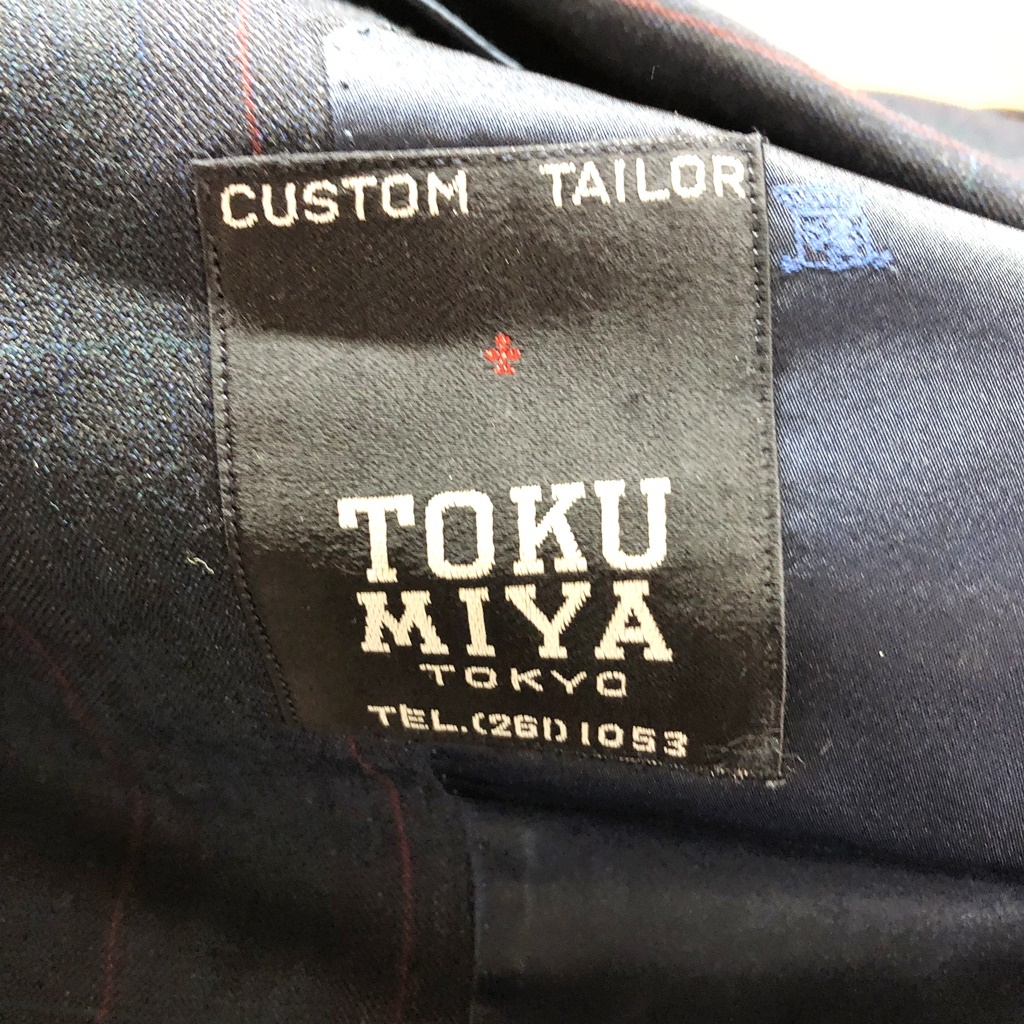 CUSTOM TAILOR
TOKU
MIYA
TOKYO
TEL.(261)1053